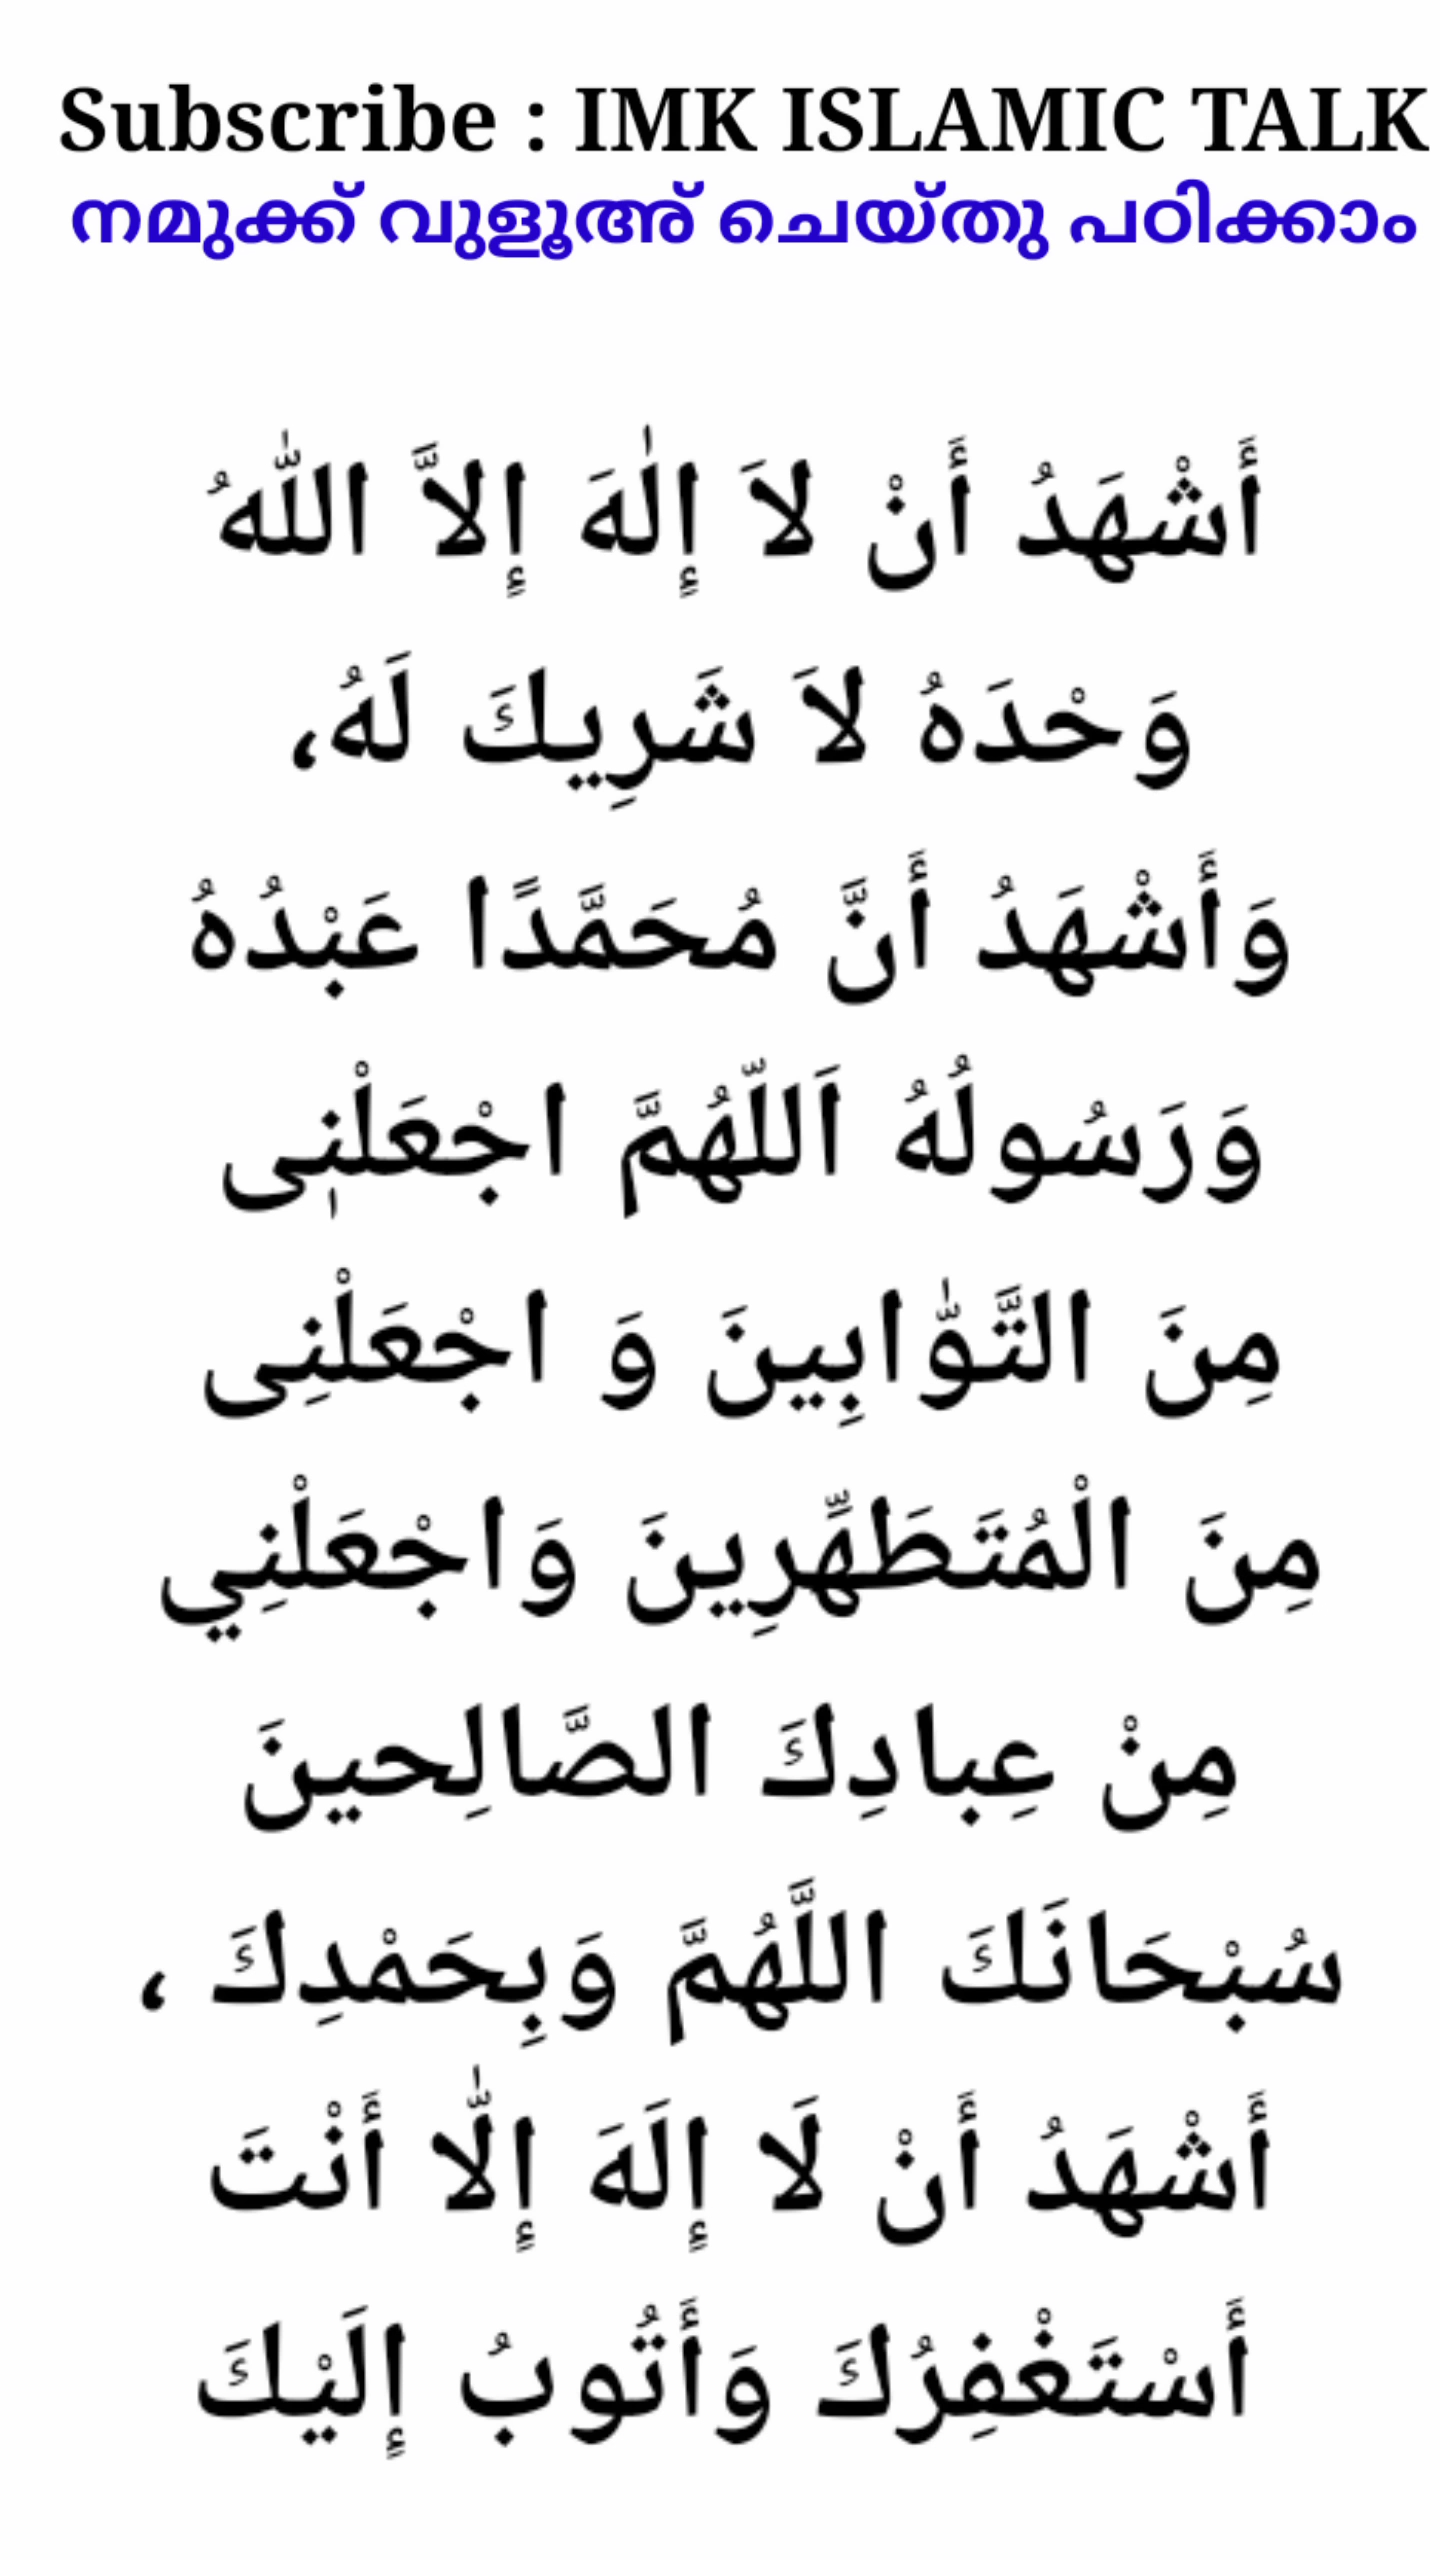 Subscribe : IMK ISLAMIC TALK
നമുക്ക് വുളൂഅ് ചെയ്തു പഠിക്കാം
أَشْهَدُ أَنْ لاَ إِلٰهَ إِلاَّ اللّٰهُ
وَحْدَهُ لاَ شَرِيكَ لَهُ،
وَأَشْهَدُ أَنَّ مُحَمَّدًا عَبْدُهُ
وَرَسُولُهُ اَللّهُمَّ اجْعَلْنٖى
مِنَ التَّوّٰابِينَ وَ اجْعَلْنِى
مِنَ الْمُتَطَهِّرِينَ وَاجْعَلْنِي
مِنْ عِبادِكَ الصَّالِحينَ
سُبْحَانَكَ اللَّهُمَّ وَبِحَمْدِكَ ،
أَشْهَدُ أَنْ لَا إِلَهَ إِلّٰا أَنْتَ
أَسْتَغْفِرُكَ وَأَتُوبُ إِلَيْكَ